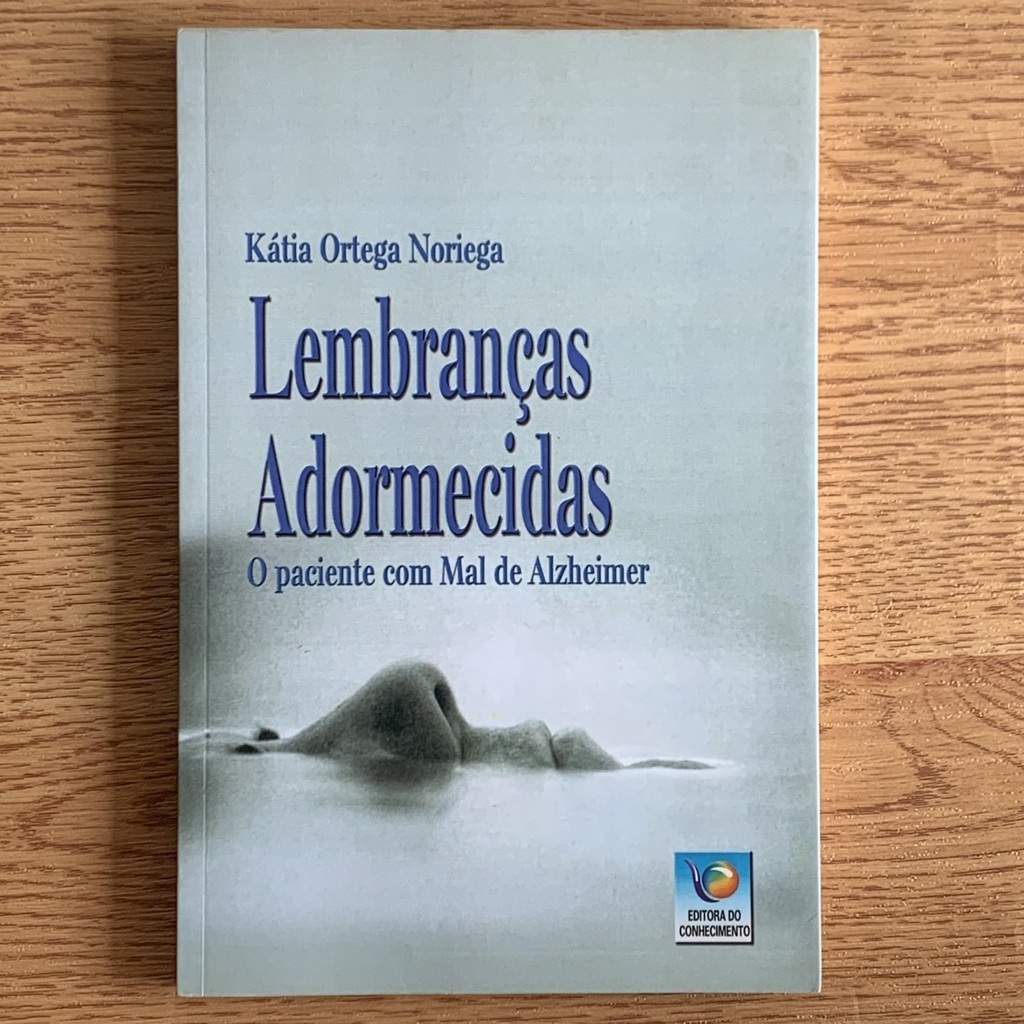 Kátia Ortega Noriega
Lembranças
Adormecidas
O paciente com Mal de Alzheimer
EDITORA DO
CONHECIMENTO